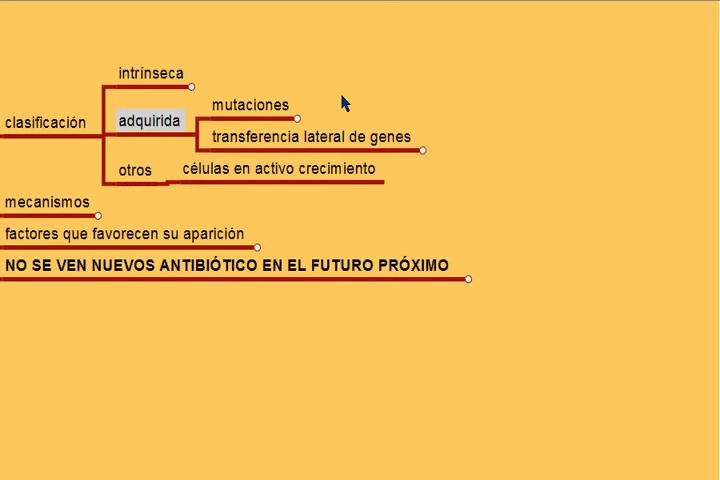 intrínseca
mutaciones
clasificación
adquirida
transferencia lateral de genes
otros
células en activo crecimiento
mecanismos
factores que favorecen su aparición
NO SE VEN NUEVOS ANTIBIÓTICO EN EL FUTURO PRÓXIMO